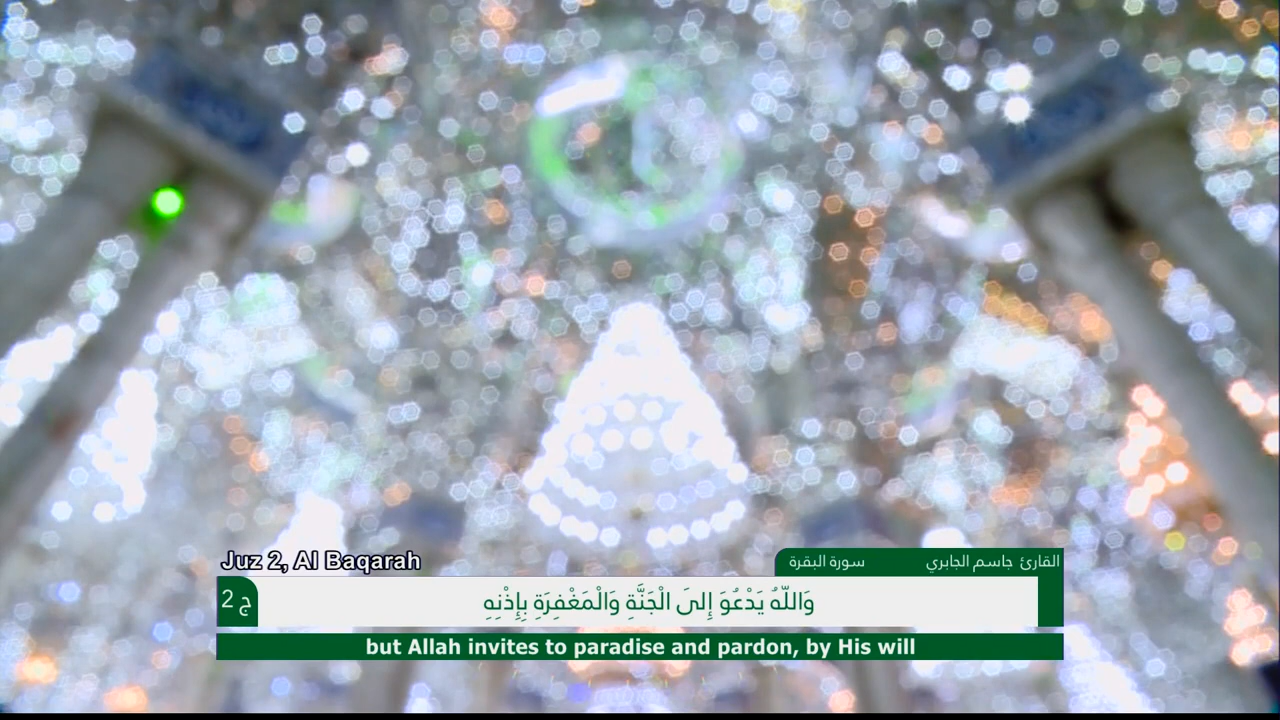 Juz 2, Al Baqarah
القارئ جاسم الجابري
سورة البقرة
ج 2
وَاللّهُ يَدْعُوَ إِلىَ الْجَنَّةِ وَالْمَغْفِرَةِ بِإِذْنِهِ
but Allah invites to paradise and pardon, by His will